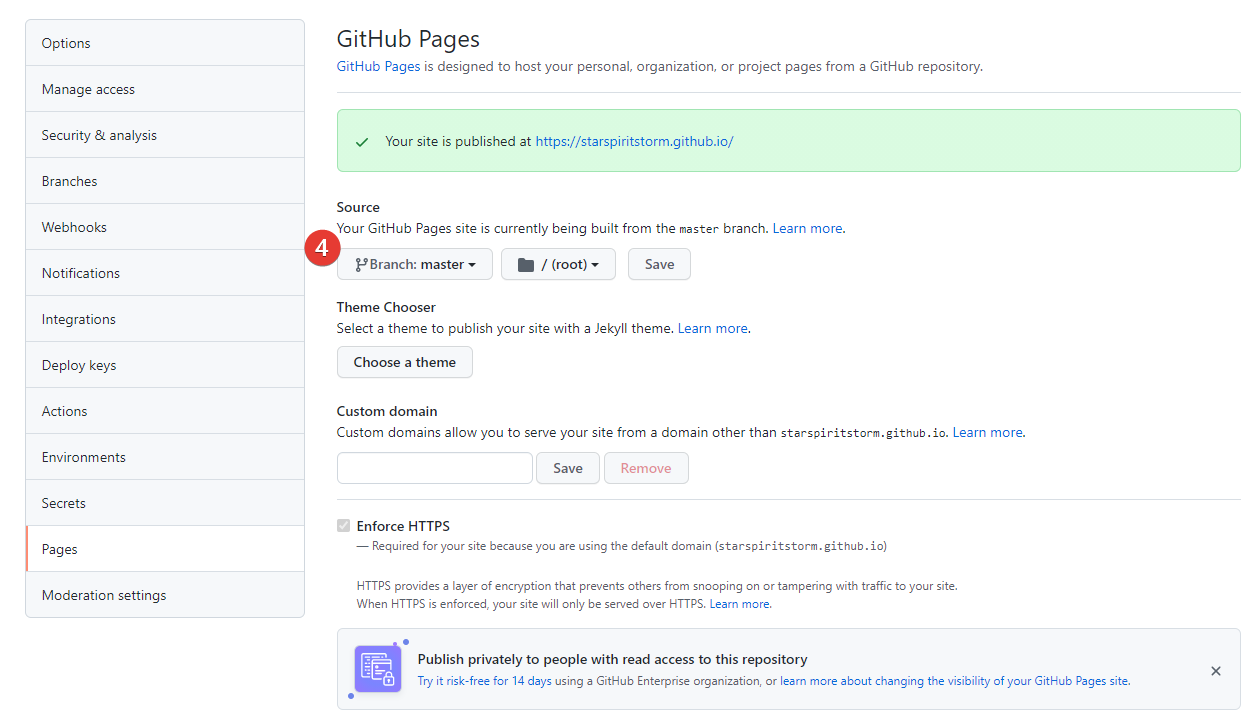 Options
Manage access
Security & analysis
Branches
Webhooks
Notifications
Integrations
Deploy keys
Actions
Environments
Secrets
Pages
Moderation settings
GitHub Pages
GitHub Pages is designed to host your personal, organization, or project pages from a GitHub repository.
Your site is published at https://starspiritstorm.github.io/
Source
Your GitHub Pages site is currently being built from the master branch. Learn more.
4
Branch: master
/ (root)
Save
Theme Chooser
Select a theme to publish your site with a Jekyll theme. Learn more.
Choose a theme
Custom domain
Custom domains allow you to serve your site from a domain other than starspiritstorm.github.io. Learn more.
Save
Remove
Enforce HTTPS
— Required for your site because you are using the default domain (starspiritstorm.github.io)
HTTPS provides a layer of encryption that prevents others from snooping on or tampering with traffic to your site.
When HTTPS is enforced, your site will only be served over HTTPS. Learn more.
Publish privately to people with read access to this repository
Try it risk-free for 14 days using a GitHub Enterprise organization, or learn more about changing the visibility of your GitHub Pages site.